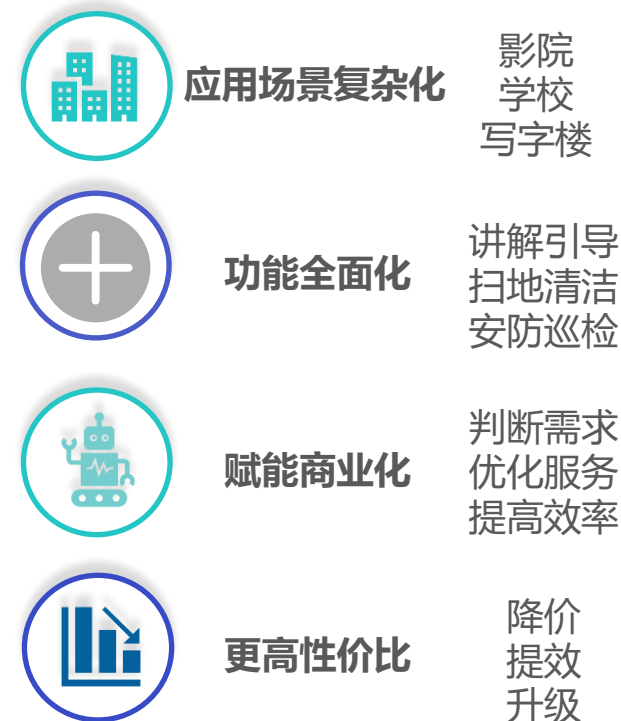 应用场景复杂化
影院
学校
写字楼
功能全面化
讲解引导
扫地清洁
安防巡检
赋能商业化
判断需求
优化服务
提高效率
更高性价比
降价
提效
升级